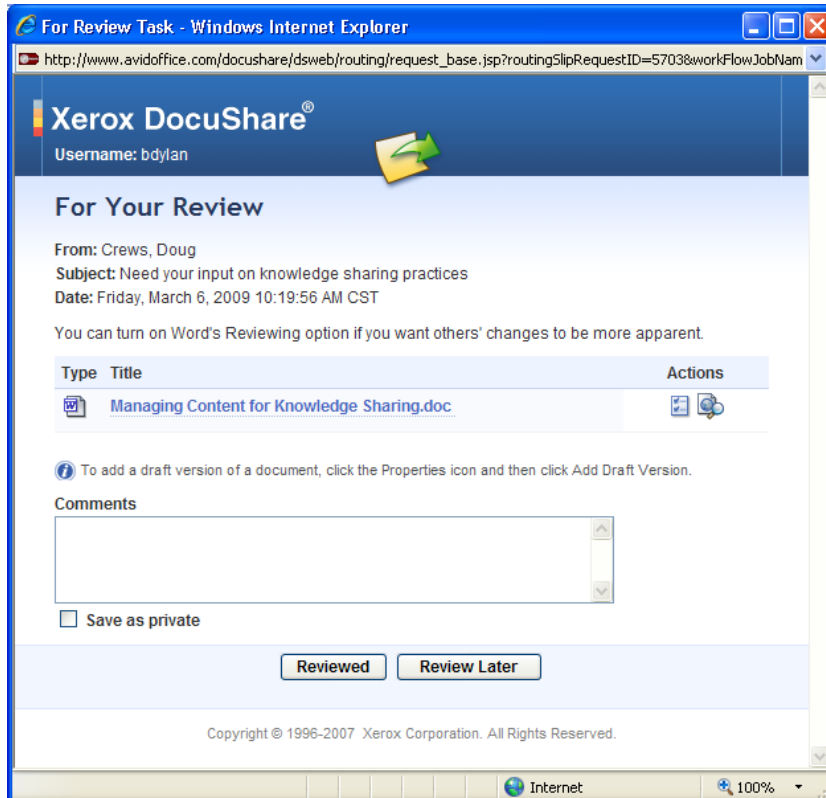 For Review Task - Windows Internet Explorer
http://www.avidoffice.com/docushare/dsweb/routing/request_base.jsp?routingSlipRequestID=5703&workFlowJobNam
Xerox DocuShare®
Username: bdylan
For Your Review
From: Crews, Doug
Subject: Need your input on knowledge sharing practices
Date: Friday, March 6, 2009 10:19:56 AM CST
You can turn on Word's Reviewing option if you want others' changes to be more apparent.
Type Title Actions
Managing Content for Knowledge Sharing.doc
To add a draft version of a document, click the Properties icon and then click Add Draft Version.
Comments
Save as private
Reviewed Review Later
Copyright © 1996-2007 Xerox Corporation. All Rights Reserved.
Internet 100%